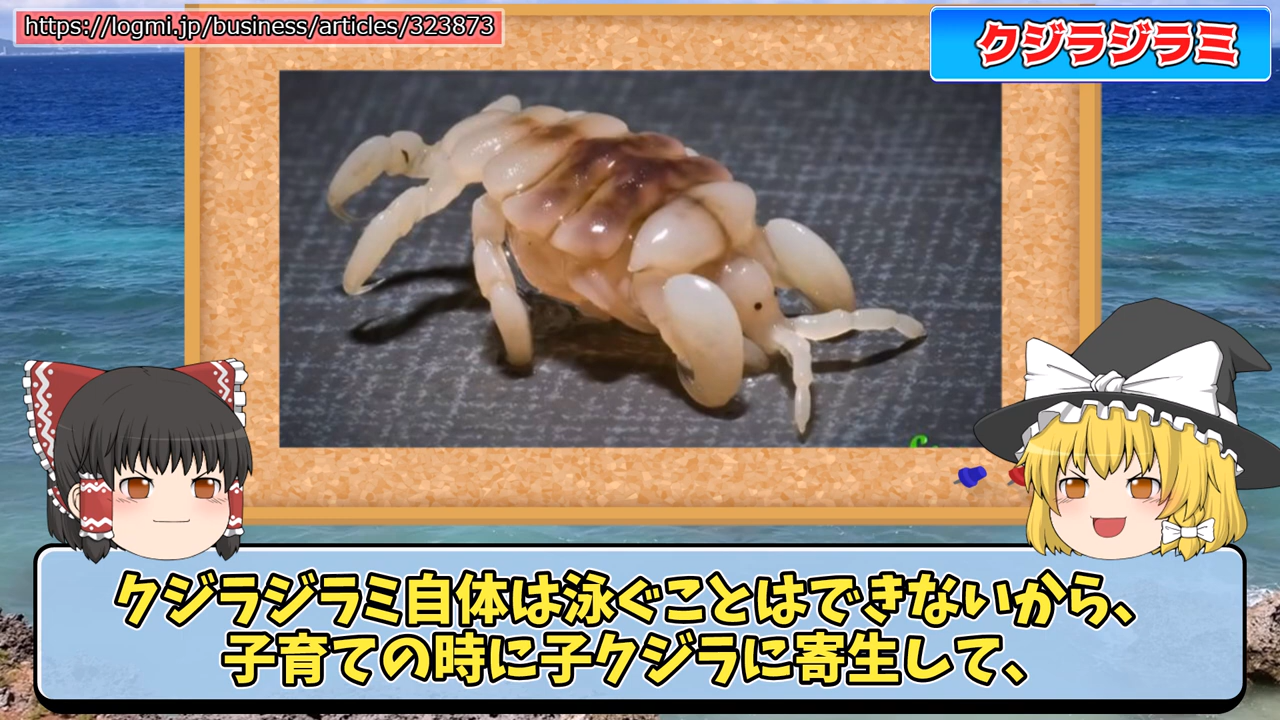 https://logmi.jp/business/articles/323873
クジラジラミ
クジラジラミ自体は泳ぐことはできないから、
子育ての時に子クジラに寄生して、